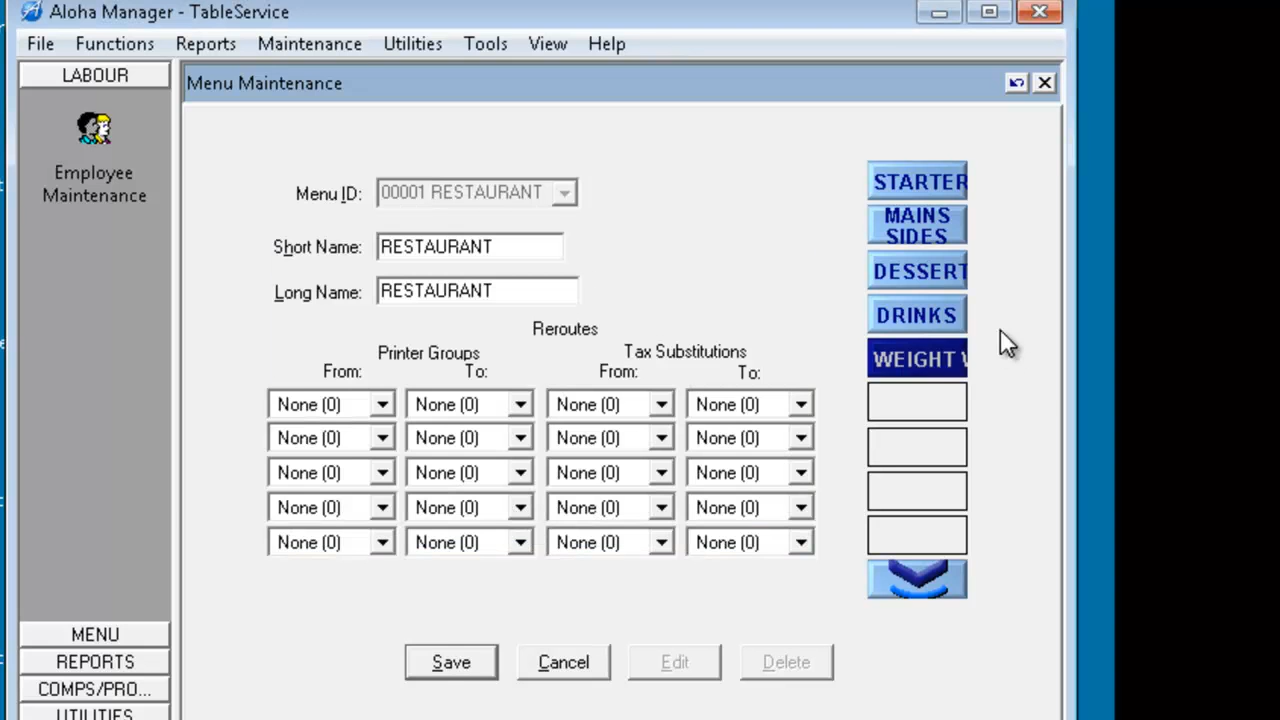 Aloha Manager - TableService
File Functions Reports Maintenance Utilities Tools View Help
LABOUR
Employee
Maintenance
MENU
REPORTS
COMPS/PRO...
UTILITIES
Menu Maintenance
Menu ID: 00001 RESTAURANT
Short Name: RESTAURANT
Long Name: RESTAURANT
Reroutes
Printer Groups Tax Substitutions
From: To: From: To:
None (0) None (0) None (0) None (0)
None (0) None (0) None (0) None (0)
None (0) None (0) None (0) None (0)
None (0) None (0) None (0) None (0)
None (0) None (0) None (0) None (0)
Save Cancel Edit Delete
STARTER
MAINS
SIDES
DESSERT
DRINKS
WEIGHT